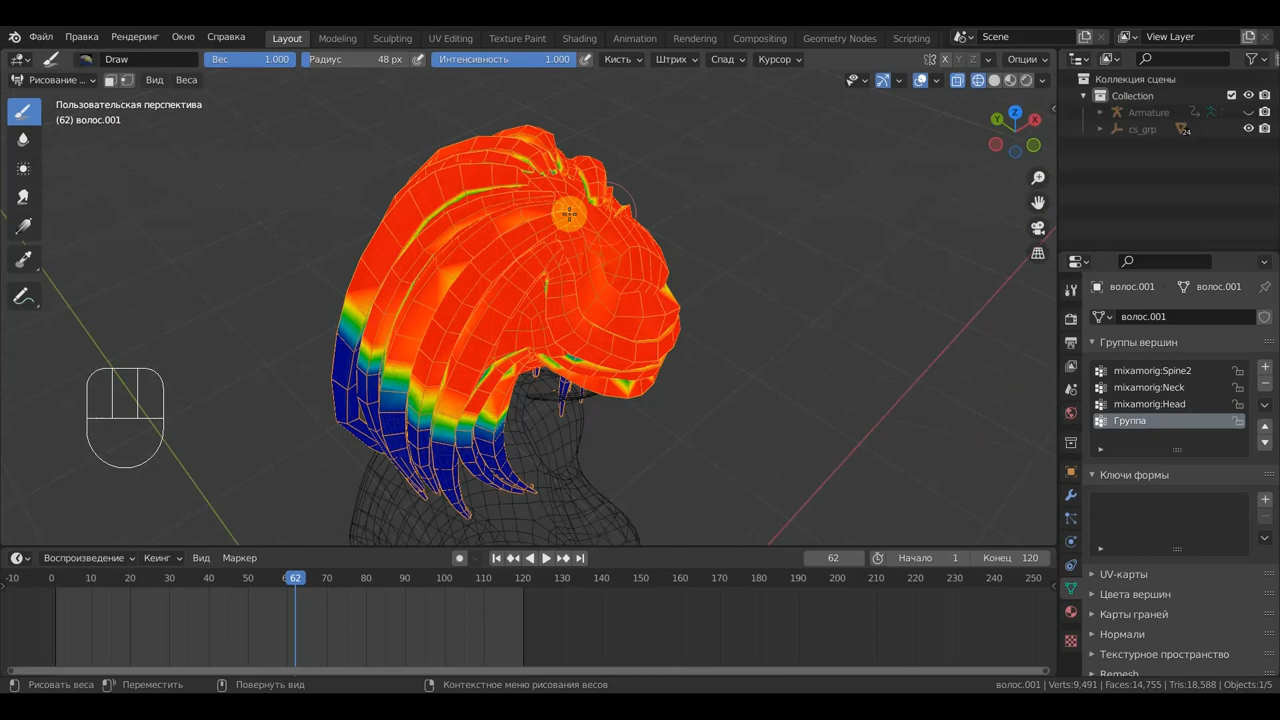 Файл Правка Рендеринг Окно Справка Layout Modeling Sculpting UV Editing Texture Paint Shading Animation Rendering Compositing Geometry Nodes Scripting Scene View Layer
Draw Вес 1.000 Радиус 48 px Интенсивность 1.000 Кисть Штрих Спад Курсор X Y Z Опции
Рисование ... Вид Веса
Пользовательская перспектива
(62) волос.001
Z
Y
X
Коллекция сцены
Collection
Armature
cs_grp 24
волос.001 волос.001
волос.001
Группы вершин
mixamorig:Spine2
mixamorig:Neck
mixamorig:Head
Группа
Ключи формы
UV-карты
Цвета вершин
Карты граней
Нормали
Текстурное пространство
Remesh
Воспроизведение Кеинг Вид Маркер 62 Начало 1 Конец 120
-10 0 10 20 30 40 50 62 70 80 90 100 110 120 130 140 150 160 170 180 190 200 210 220 230 240 250
Рисовать веса Переместить Повернуть вид Контекстное меню рисования весов волос.001 | Verts:9,491 | Faces:14,755 | Tris:18,588 | Objects:1/5